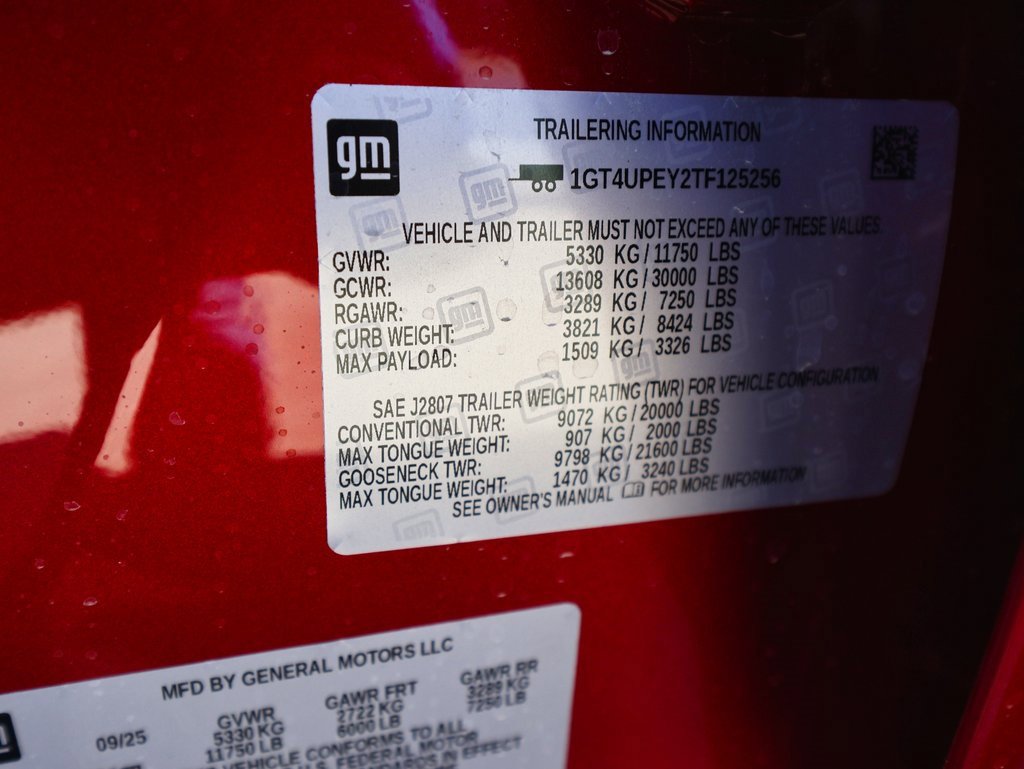 gm
TRAILERING INFORMATION
1GT4UPEY2TF125256
VEHICLE AND TRAILER MUST NOT EXCEED ANY OF THESE VALUES
GVWR: 5330 KG / 11750 LBS
GCWR: 13608 KG / 30000 LBS
RGAWR: 3289 KG / 7250 LBS
CURB WEIGHT: 3821 KG / 8424 LBS
MAX PAYLOAD: 1509 KG / 3326 LBS
SAE J2807 TRAILER WEIGHT RATING (TWR) FOR VEHICLE CONFIGURATION
CONVENTIONAL TWR: 9072 KG / 20000 LBS
MAX TONGUE WEIGHT: 907 KG / 2000 LBS
GOOSENECK TWR: 9798 KG / 21600 LBS
MAX TONGUE WEIGHT: 1470 KG / 3240 LBS
SEE OWNER'S MANUAL FOR MORE INFORMATION
MFD BY GENERAL MOTORS LLC
09/25 GVWR GAWR FRT GAWR RR
5330 KG 2722 KG 3289 KG
11750 LB 6000 LB 7250 LB
VEHICLE CONFORMS TO ALL
U.S. FEDERAL MOTOR
STANDARDS IN EFFECT